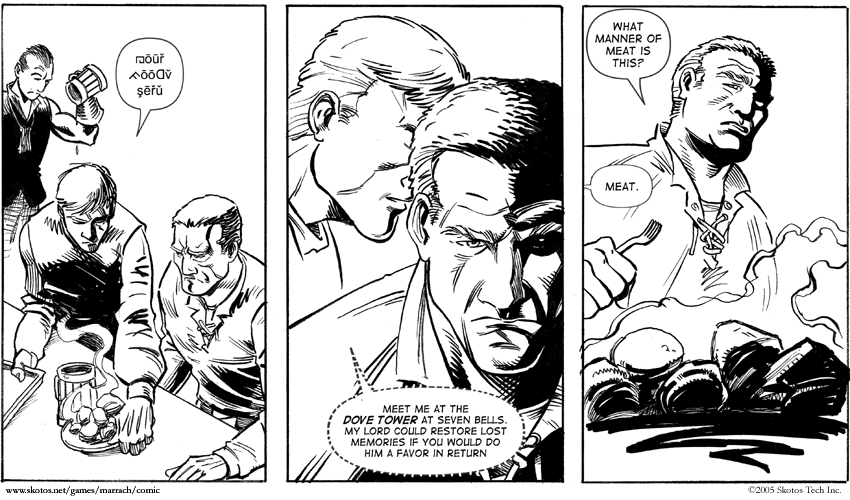 WHAT
MANNER OF
MEAT IS
THIS?
MEAT.
MEET ME AT THE
DOVE TOWER AT SEVEN BELLS.
MY LORD COULD RESTORE LOST
MEMORIES IF YOU WOULD DO
HIM A FAVOR IN RETURN
www.skotos.net/games/marrach/comic
©2005 Skotos Tech Inc.